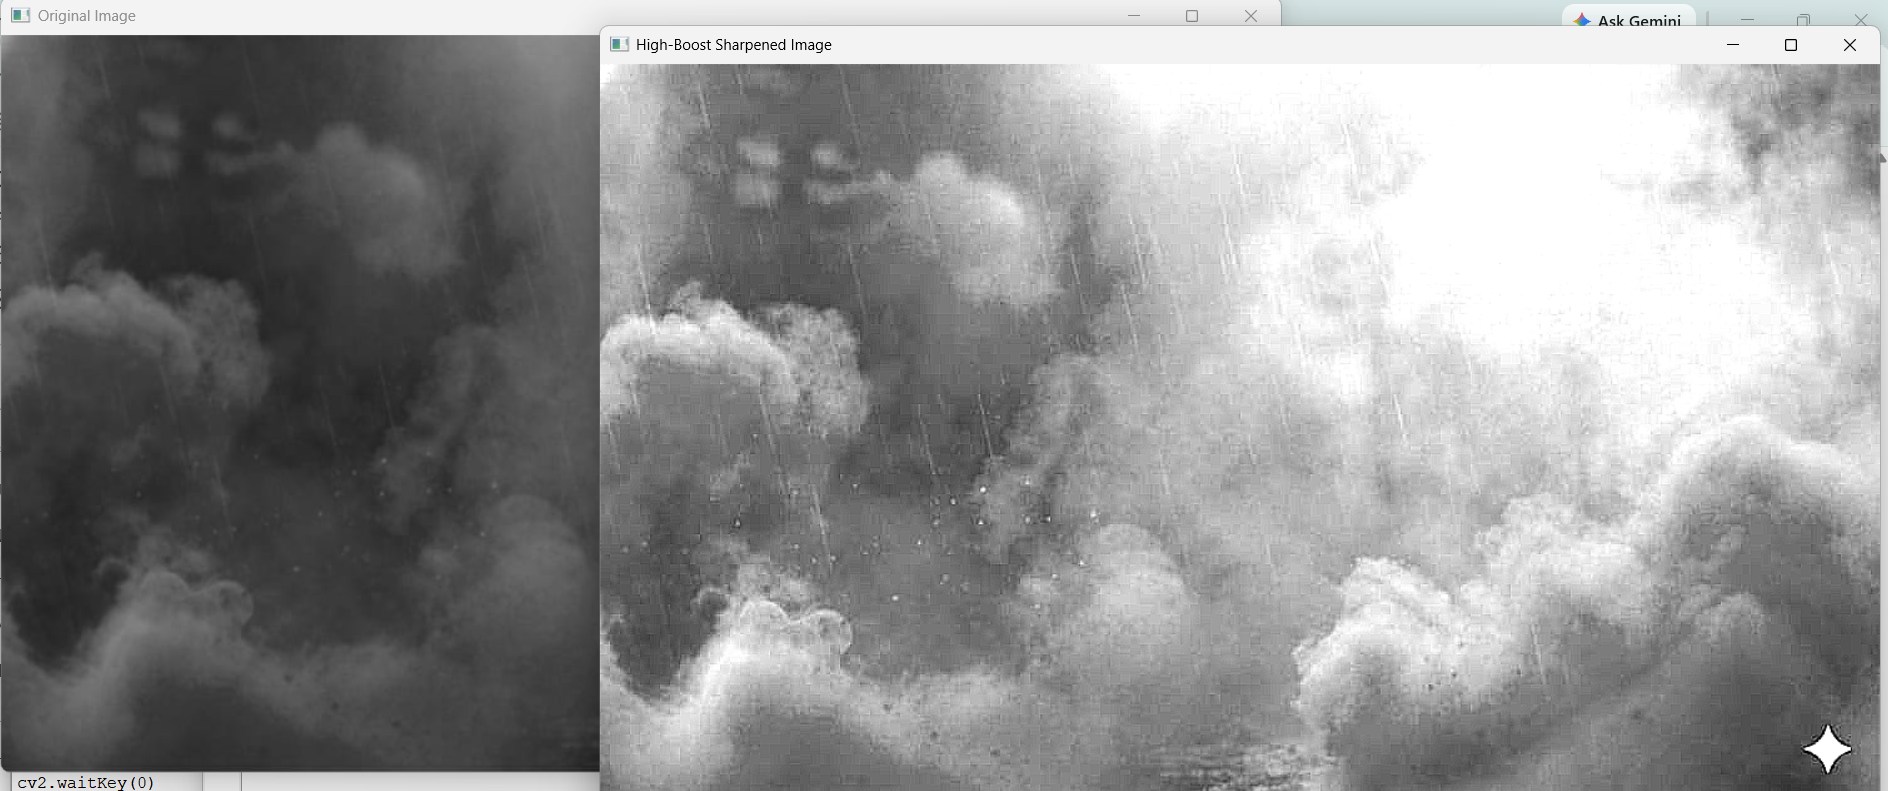 Original Image
Ask Gemini
High-Boost Sharpened Image
cv2.waitKey(0)